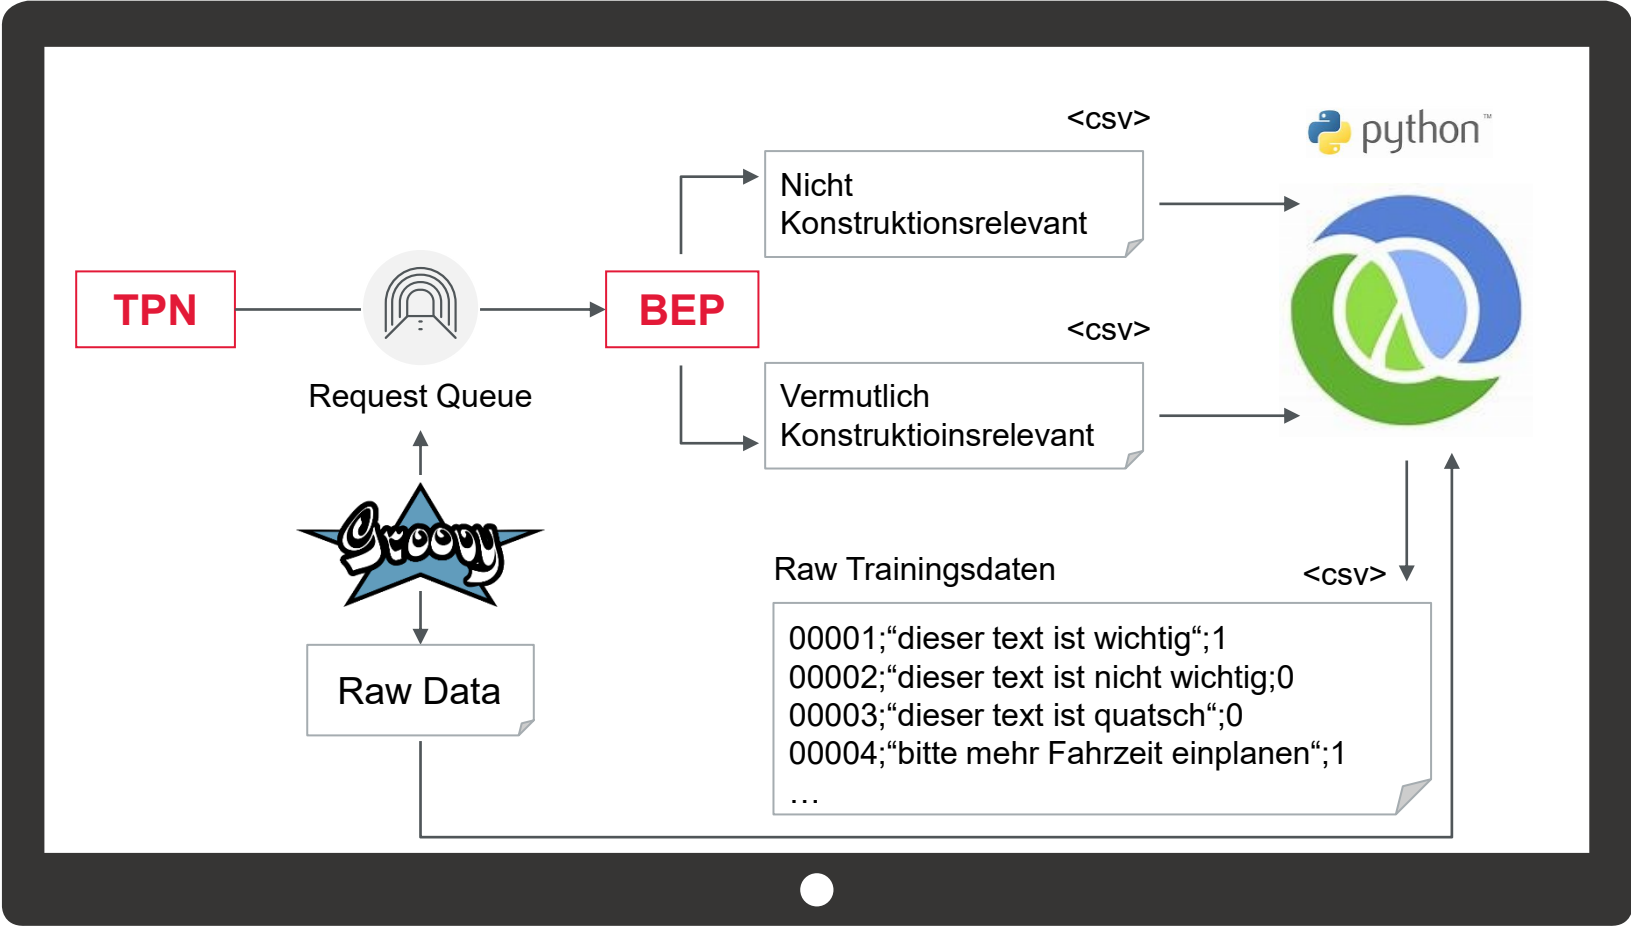 <csv>
python™
Nicht
Konstruktionsrelevant
TPN
BEP
Request Queue
<csv>
Vermutlich
Konstruktioinsrelevant
Groovy
Raw Data
Raw Trainingsdaten
<csv>
00001;“dieser text ist wichtig“;1
00002;“dieser text ist nicht wichtig;0
00003;“dieser text ist quatsch“;0
00004;“bitte mehr Fahrzeit einplanen“;1
…